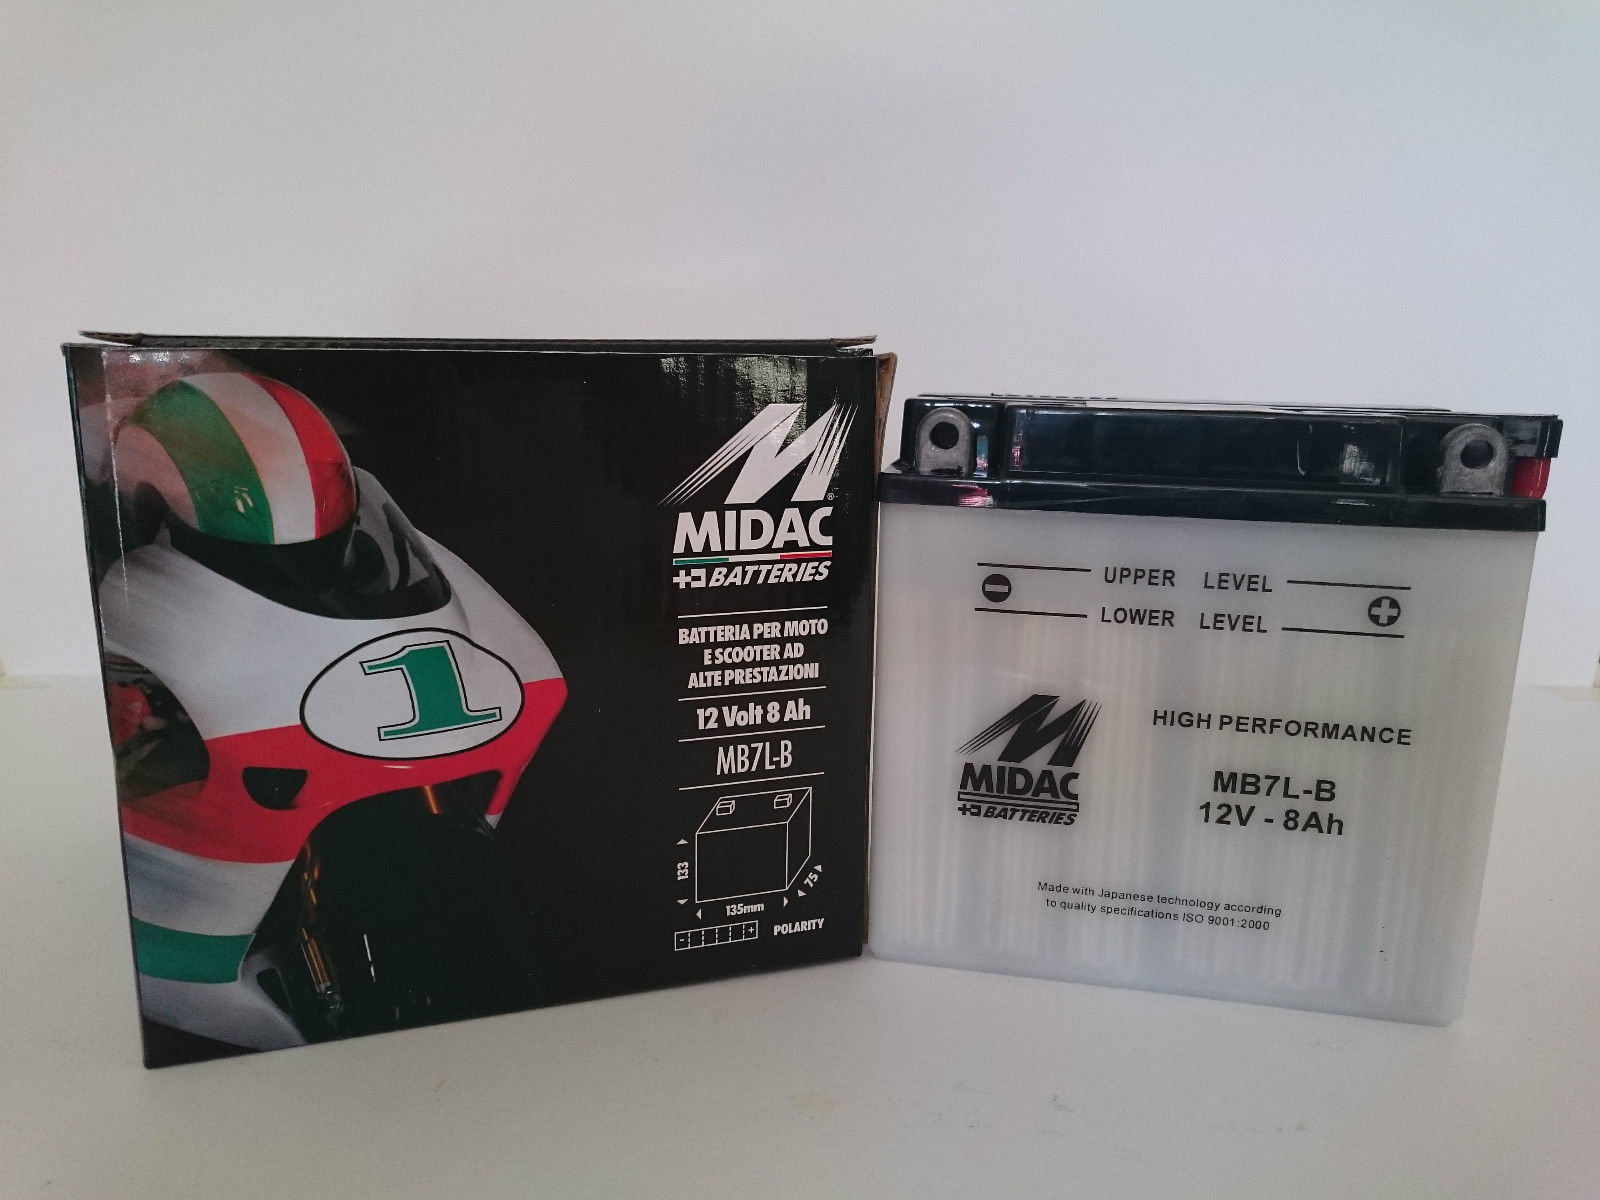 1
MIDAC
BATTERIES
BATTERIA PER MOTO
E SCOOTER AD
ALTE PRESTAZIONI
12 Volt 8 Ah
MB7L-B
133
75
135mm
- +
POLARITY
UPPER LEVEL
LOWER LEVEL
MIDAC
BATTERIES
HIGH PERFORMANCE
MB7L-B
12V - 8Ah
Made with Japanese technology according
to quality specifications ISO 9001:2000